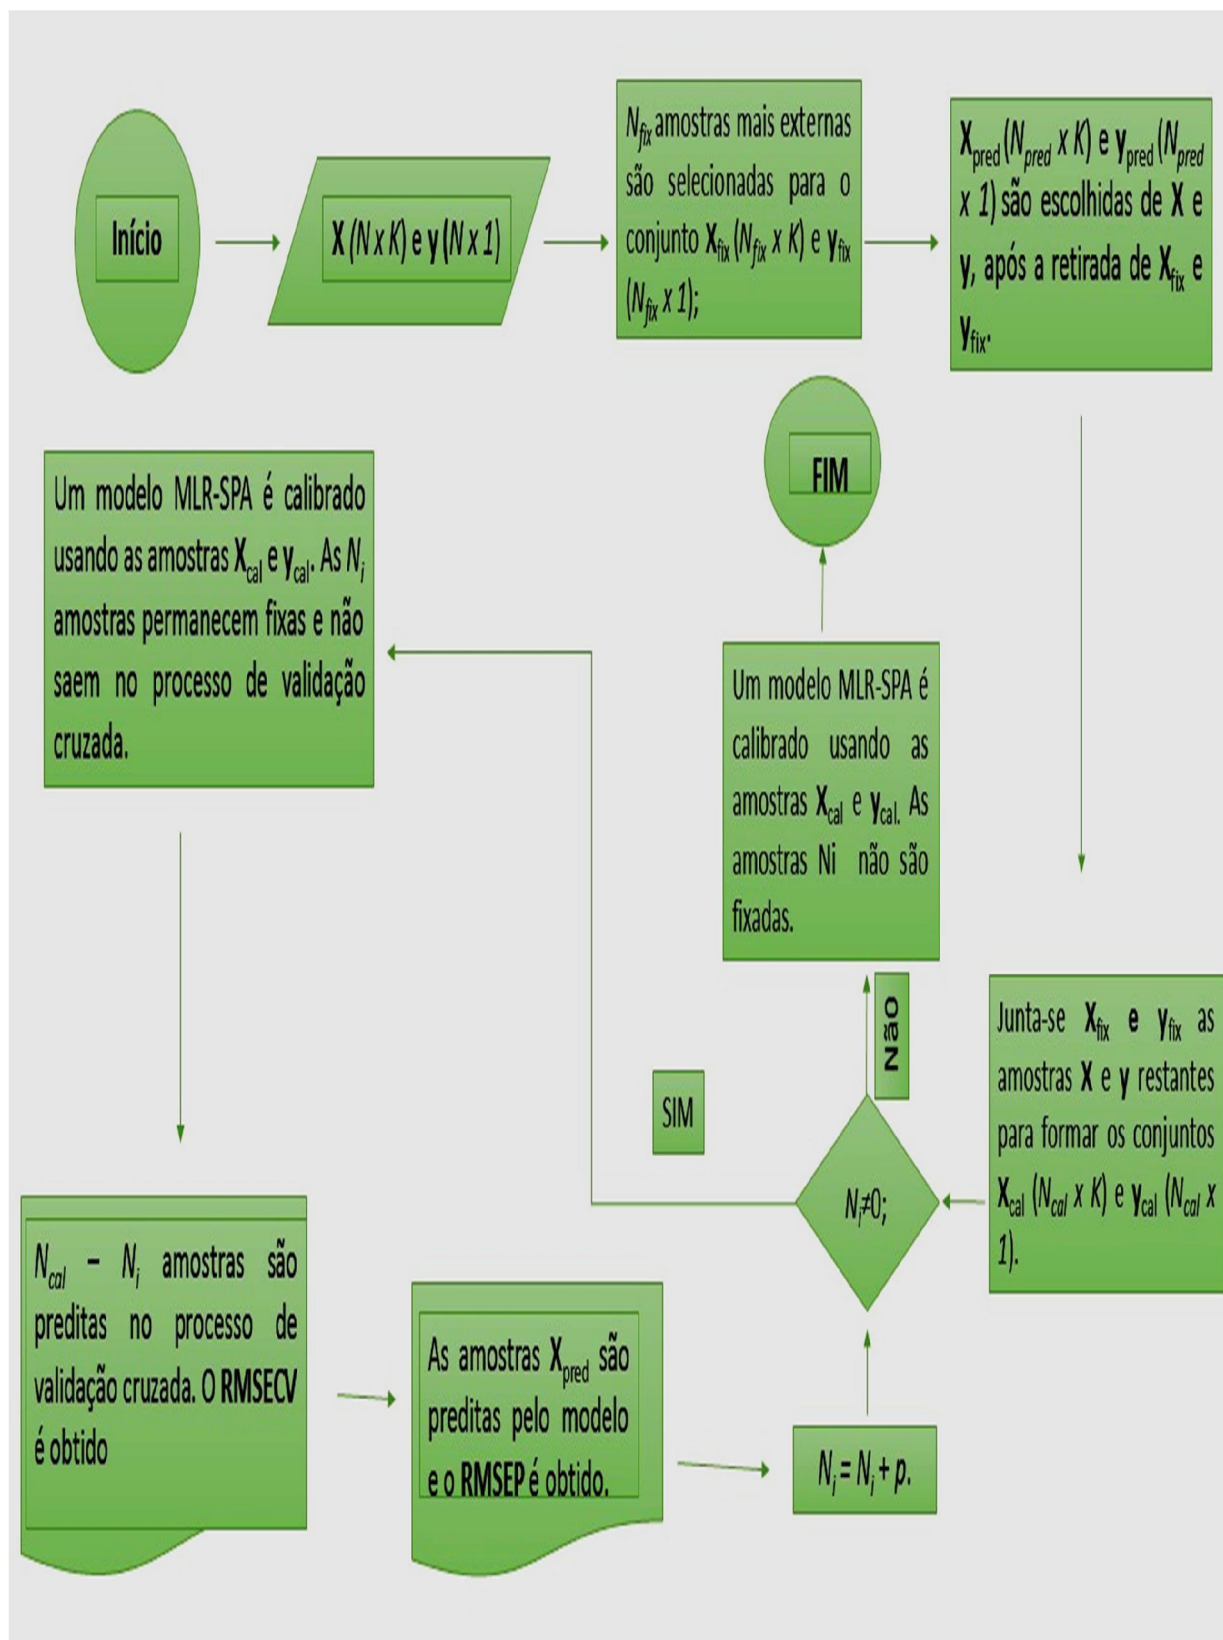 Início
X (N x K) e y (N x 1)
Nfix amostras mais externas
são selecionadas para o
conjunto Xfix (Nfix x K) e yfix
(Nfix x 1);
Xpred (Npred x K) e ypred (Npred
x 1) são escolhidas de X e
y, após a retirada de Xfix e
yfix.
Junta-se Xfix e yfix as
amostras X e y restantes
para formar os conjuntos
Xcal (Ncal x K) e ycal (Ncal x
1).
Ni≠0;
SIM
Não
Um modelo MLR-SPA é
calibrado usando as
amostras Xcal e ycal. As
amostras Ni não são
fixadas.
FIM
Um modelo MLR-SPA é calibrado
usando as amostras Xcal e ycal. As Ni
amostras permanecem fixas e não
saem no processo de validação
cruzada.
Ncal – Ni amostras são
preditas no processo de
validação cruzada. O RMSECV
é obtido
As amostras Xpred são
preditas pelo modelo
e o RMSEP é obtido.
Ni = Ni + p.